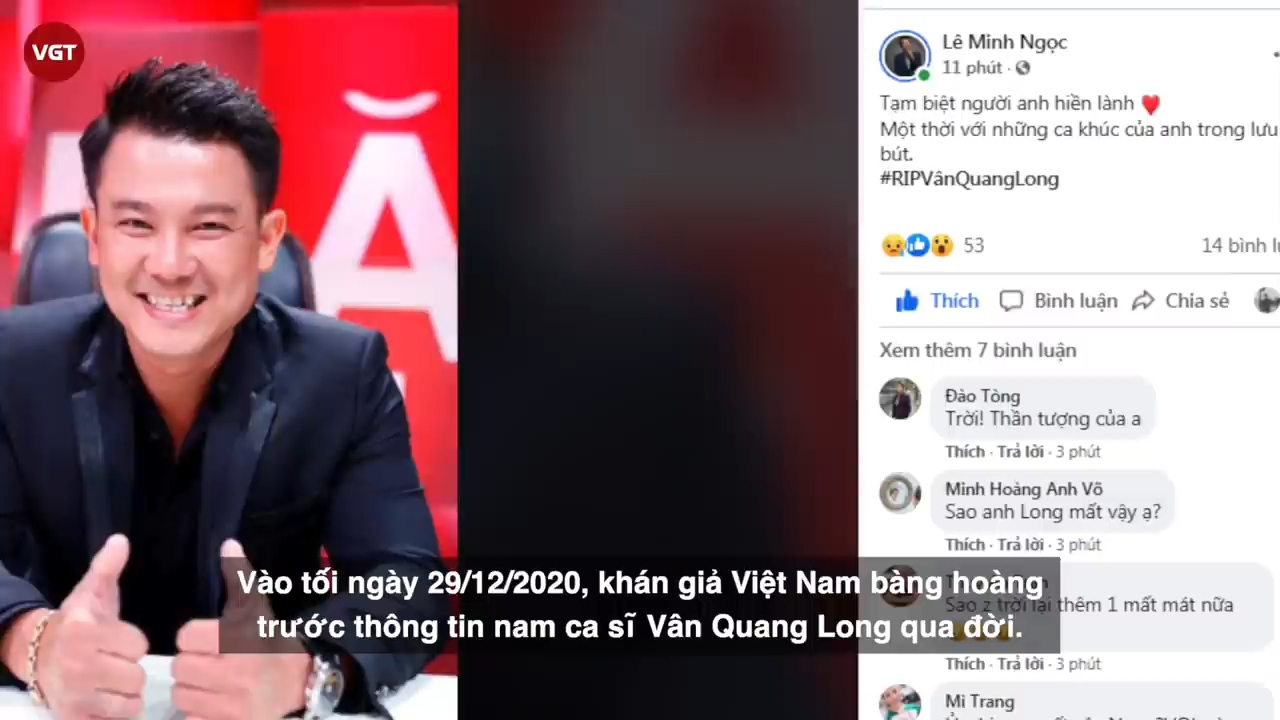 VGT
Ă
Lê Minh Ngọc
11 phút ·
Tạm biệt người anh hiền lành ❤️
Một thời với những ca khúc của anh trong lưu
bút.
#RIPVânQuangLong
53
14 bình
Thích
Bình luận
Chia sẻ
Xem thêm 7 bình luận
Đào Tòng
Trời! Thần tượng của a
Thích · Trả lời · 3 phút
Minh Hoàng Anh Võ
Sao anh Long mất vậy ạ?
Thích · Trả lời · 3 phút
Sao z trời lại thêm 1 mất mát nữa
Thích · Trả lời · 3 phút
Mi Trang
Vào tối ngày 29/12/2020, khán giả Việt Nam bàng hoàng
trước thông tin nam ca sĩ Vân Quang Long qua đời.